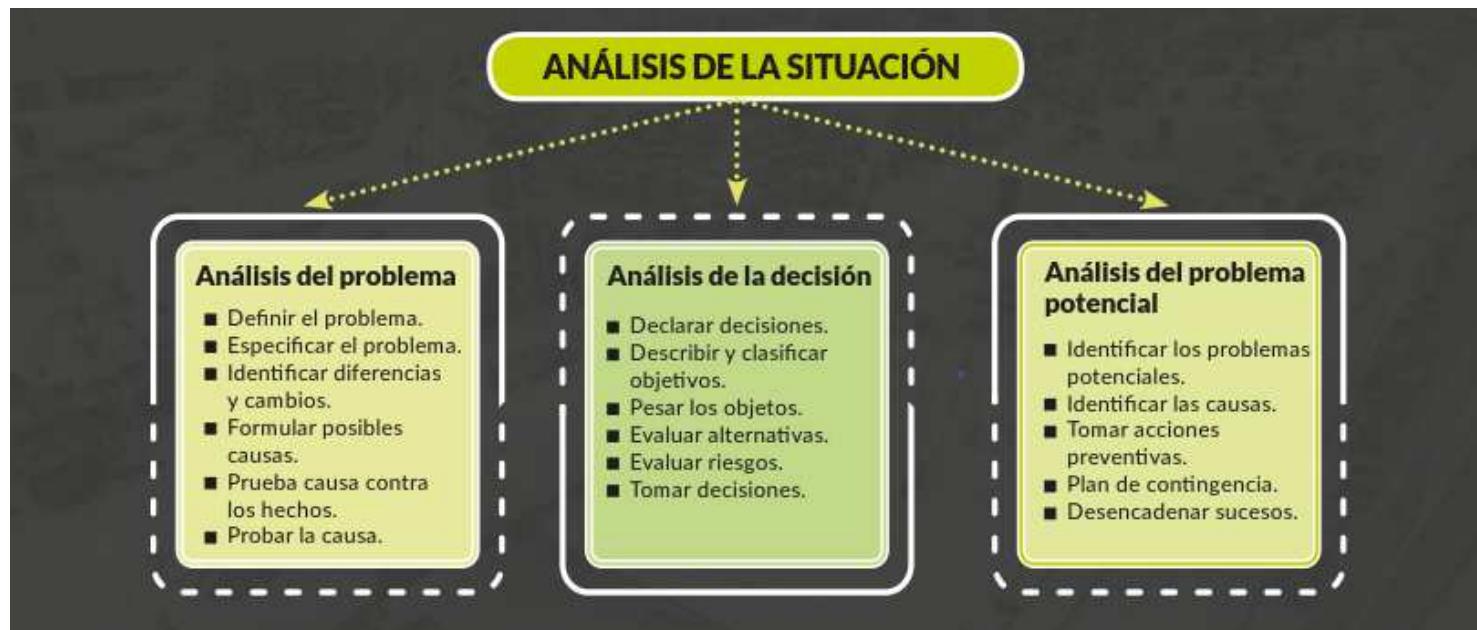 ANÁLISIS DE LA SITUACIÓN
Análisis del problema
■ Definir el problema.
■ Especificar el problema.
■ Identificar diferencias
y cambios.
■ Formular posibles
causas.
■ Prueba causa contra
los hechos.
■ Probar la causa.
Análisis de la decisión
■ Declarar decisiones.
■ Describir y clasificar
objetivos.
■ Pesar los objetos.
■ Evaluar alternativas.
■ Evaluar riesgos.
■ Tomar decisiones.
Análisis del problema
potencial
■ Identificar los problemas
potenciales.
■ Identificar las causas.
■ Tomar acciones
preventivas.
■ Plan de contingencia.
■ Desencadenar sucesos.